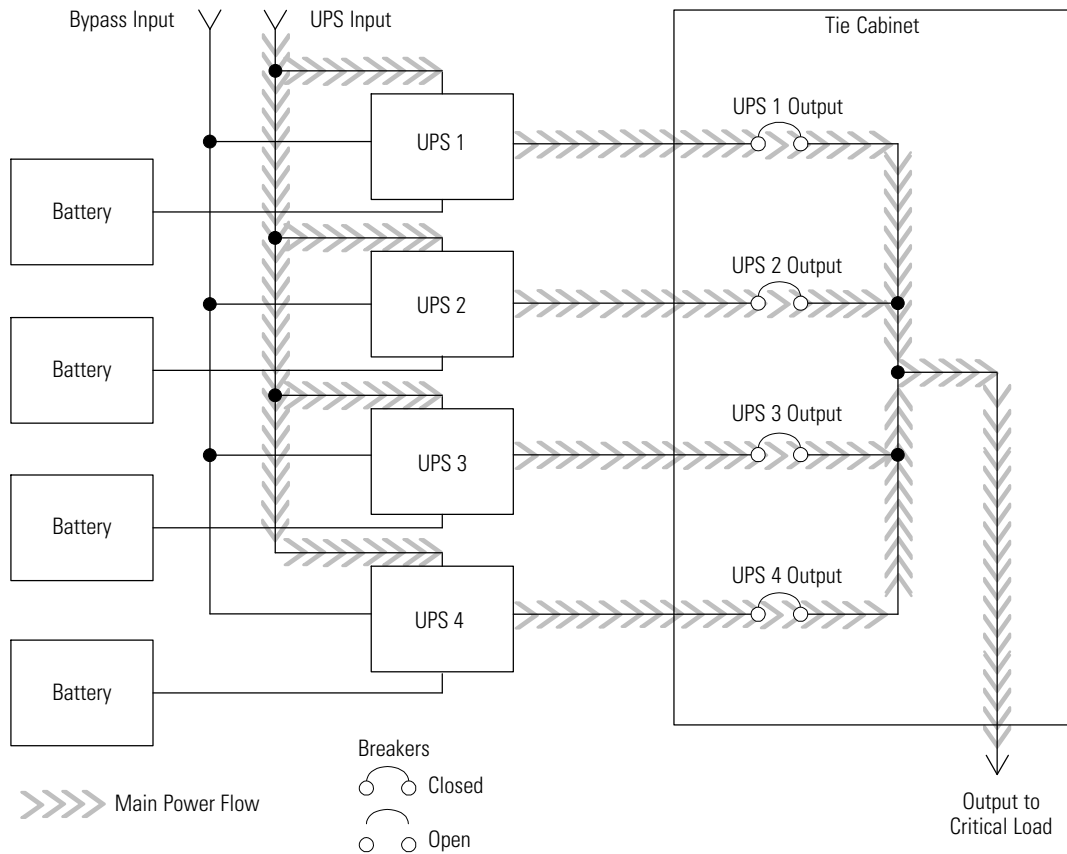 Bypass Input
UPS Input
Tie Cabinet
UPS 1 Output
UPS 1
Battery
UPS 2 Output
UPS 2
Battery
UPS 3 Output
UPS 3
Battery
UPS 4 Output
UPS 4
Battery
Breakers
Closed
Main Power Flow
Open
Output to
Critical Load